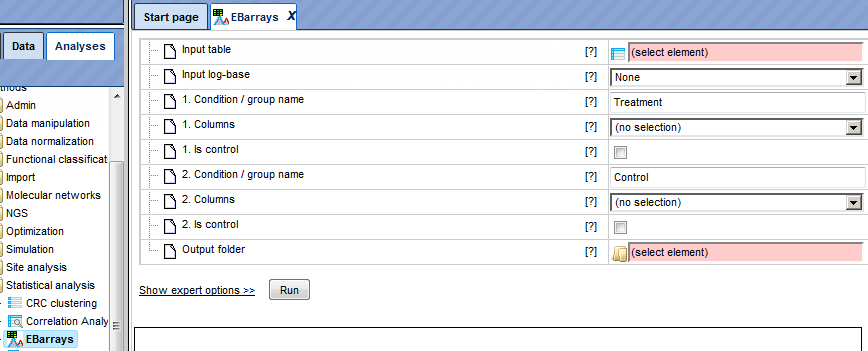 Start page
EBarrays X
Data
Analyses
Admin
Data manipulation
Data normalization
Functional classificat
Import
Molecular networks
NGS
Optimization
Simulation
Site analysis
Statistical analysis
CRC clustering
Correlation Analy
EBarrays
Input table [?] (select element)
Input log-base [?] None
1. Condition / group name [?] Treatment
1. Columns [?] (no selection)
1. Is control [?]
2. Condition / group name [?] Control
2. Columns [?] (no selection)
2. Is control [?]
Output folder [?] (select element)
Show expert options >> Run